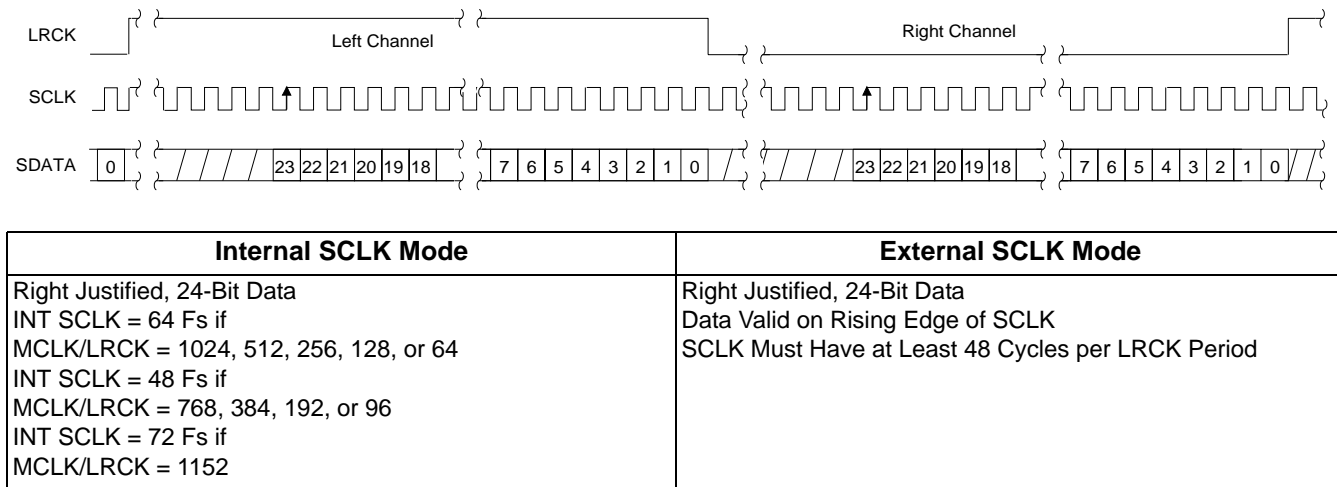 LRCK
Left Channel
Right Channel
SCLK
SDATA
0 23 22 21 20 19 18 7 6 5 4 3 2 1 0 23 22 21 20 19 18 7 6 5 4 3 2 1 0
Internal SCLK Mode
Right Justified, 24-Bit Data
INT SCLK = 64 Fs if
MCLK/LRCK = 1024, 512, 256, 128, or 64
INT SCLK = 48 Fs if
MCLK/LRCK = 768, 384, 192, or 96
INT SCLK = 72 Fs if
MCLK/LRCK = 1152
External SCLK Mode
Right Justified, 24-Bit Data
Data Valid on Rising Edge of SCLK
SCLK Must Have at Least 48 Cycles per LRCK Period